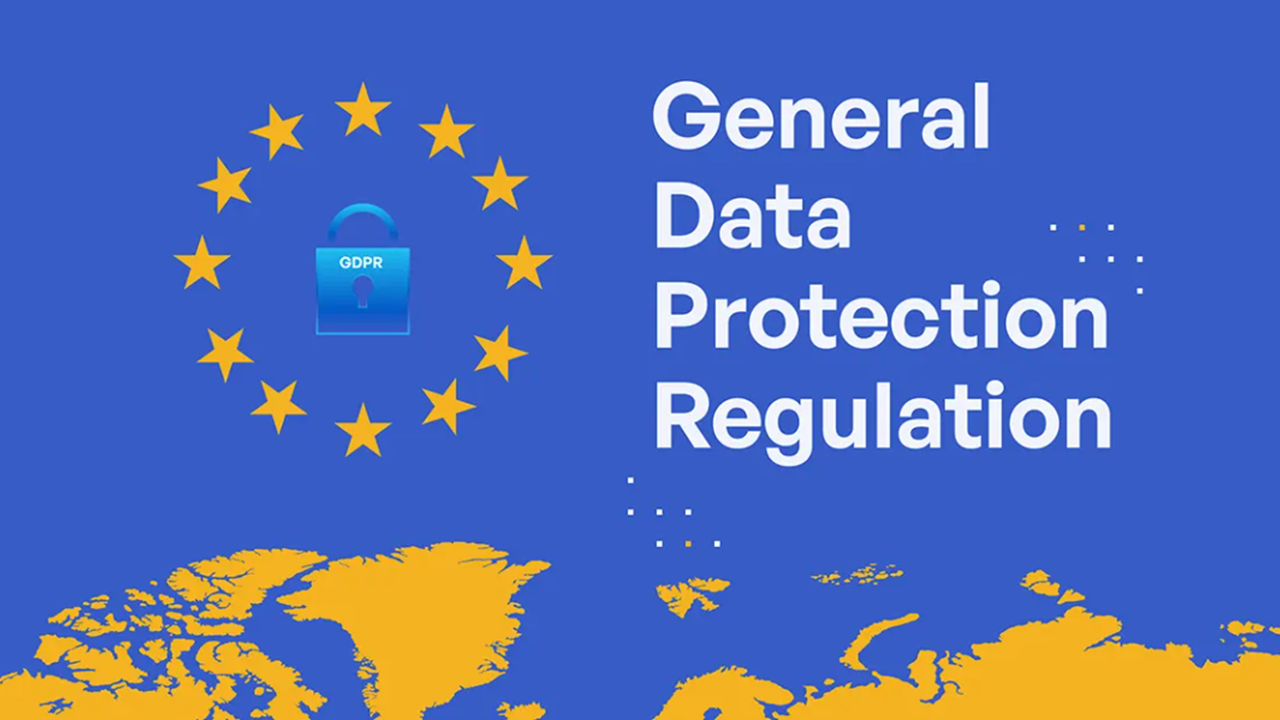 GDPR
General
Data
Protection
Regulation